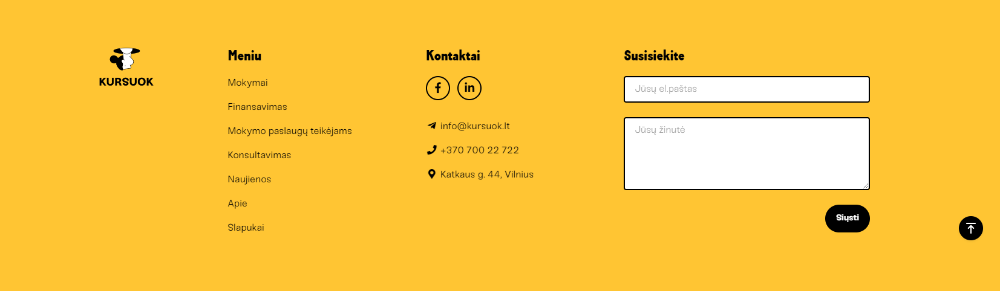 KURSUOK
Meniu
Mokymai
Finansavimas
Mokymo paslaugų teikėjams
Konsultavimas
Naujienos
Apie
Slapukai
Kontaktai
info@kursuok.lt
+370 700 22 722
Katkaus g. 44, Vilnius
Susisiekite
Jūsų el.paštas
Jūsų žinutė
Siųsti